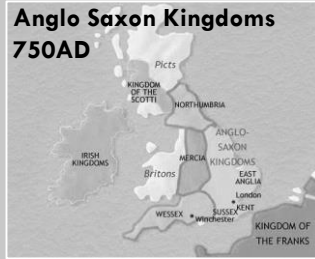 Anglo Saxon Kingdoms
750AD
Picts
KINGDOM
OF THE
SCOTTI
NORTHUMBRIA
ANGLO-
SAXON
KINGDOMS
IRISH
KINGDOMS
MERCIA
Britons
EAST
ANGLIA
London
KENT
SUSSEX
WESSEX
Winchester
KINGDOM OF
THE FRANKS